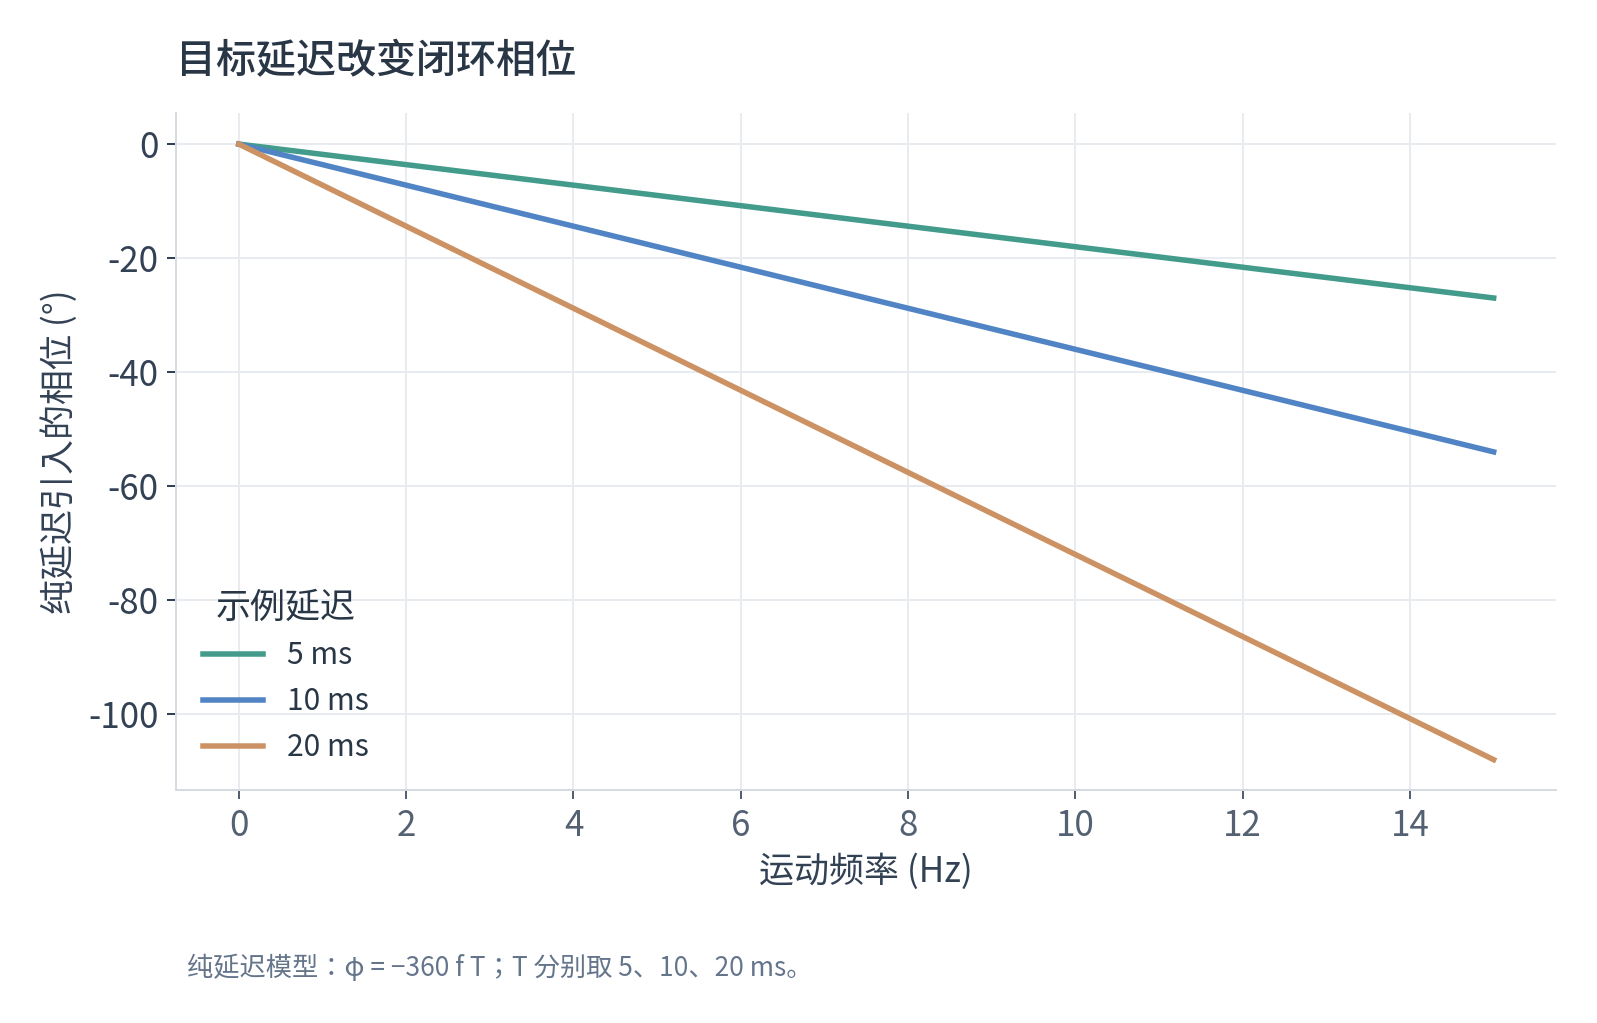 目标延迟改变闭环相位
纯延迟引入的相位 (°)
0
-20
-40
-60
-80
-100
示例延迟
5 ms
10 ms
20 ms
0 2 4 6 8 10 12 14
运动频率 (Hz)
纯延迟模型：ϕ = −360 f T；T 分别取 5、10、20 ms。